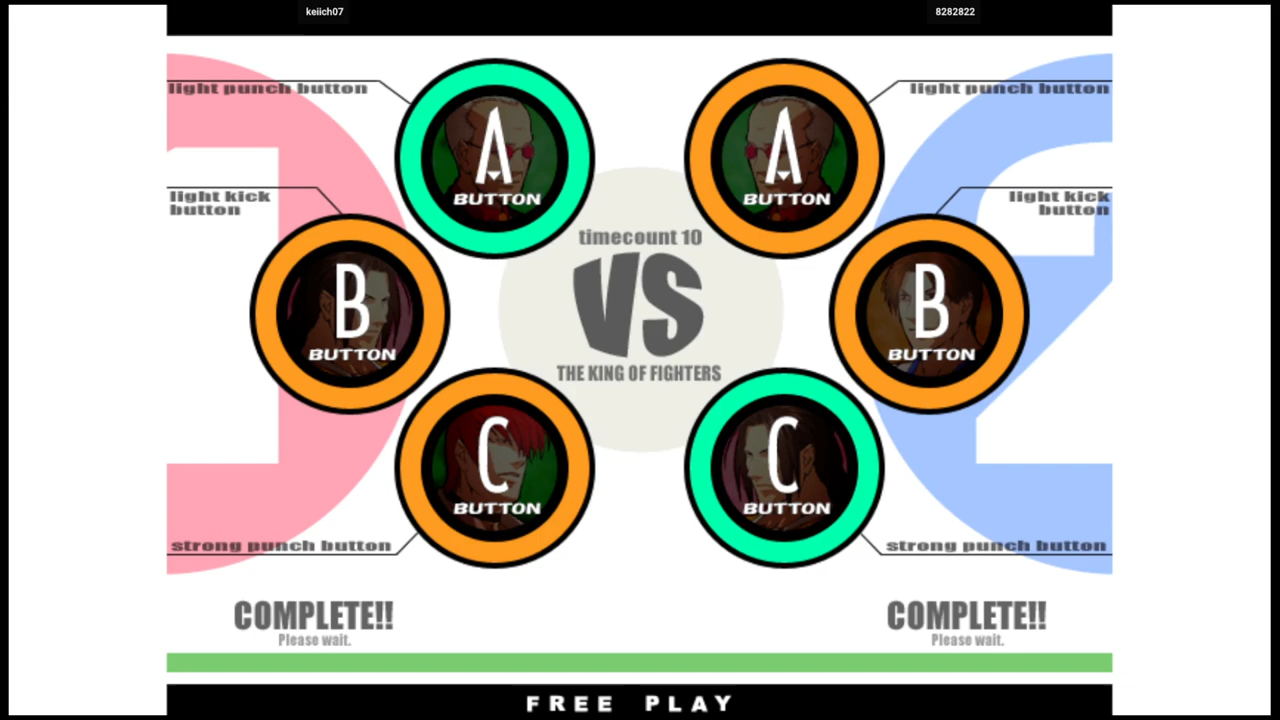 keiich07
8282822
light punch button
light punch button
A
BUTTON
A
BUTTON
light kick
button
light kick
button
timecount 10
VS
THE KING OF FIGHTERS
B
BUTTON
B
BUTTON
C
BUTTON
C
BUTTON
strong punch button
strong punch button
COMPLETE!!
Please wait.
COMPLETE!!
Please wait.
FREE PLAY
1
2